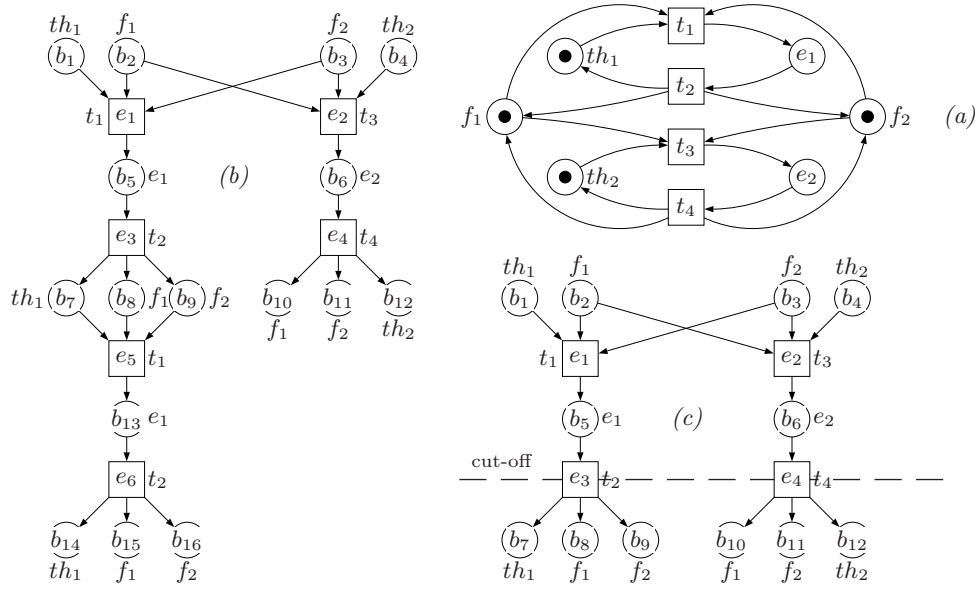 th₁ f₁ f₂ th₂
b₁ b₂ b₃ b₄
t₁ e₁ e₂ t₃
b₅ e₁ (b) b₆ e₂
e₃ t₂ e₄ t₄
th₁ b₇ b₈ f₁ b₉ f₂ b₁₀ b₁₁ b₁₂
f₁ f₂ th₂
e₅ t₁
b₁₃ e₁
e₆ t₂
b₁₄ b₁₅ b₁₆
th₁ f₁ f₂
t₁
th₁ e₁
t₂
f₁ f₂ (a)
t₃
th₂ e₂
t₄
th₁ f₁ f₂ th₂
b₁ b₂ b₃ b₄
t₁ e₁ e₂ t₃
b₅ e₁ (c) b₆ e₂
cut-off
e₃ t₂ e₄ t₄
b₇ b₈ b₉ b₁₀ b₁₁ b₁₂
th₁ f₁ f₂ f₁ f₂ th₂